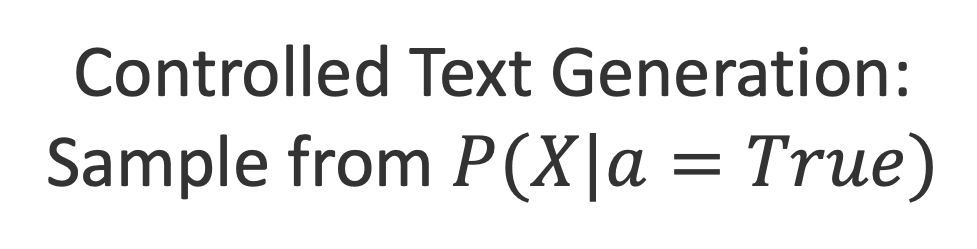 Controlled Text Generation:
Sample from P(X|a = True)